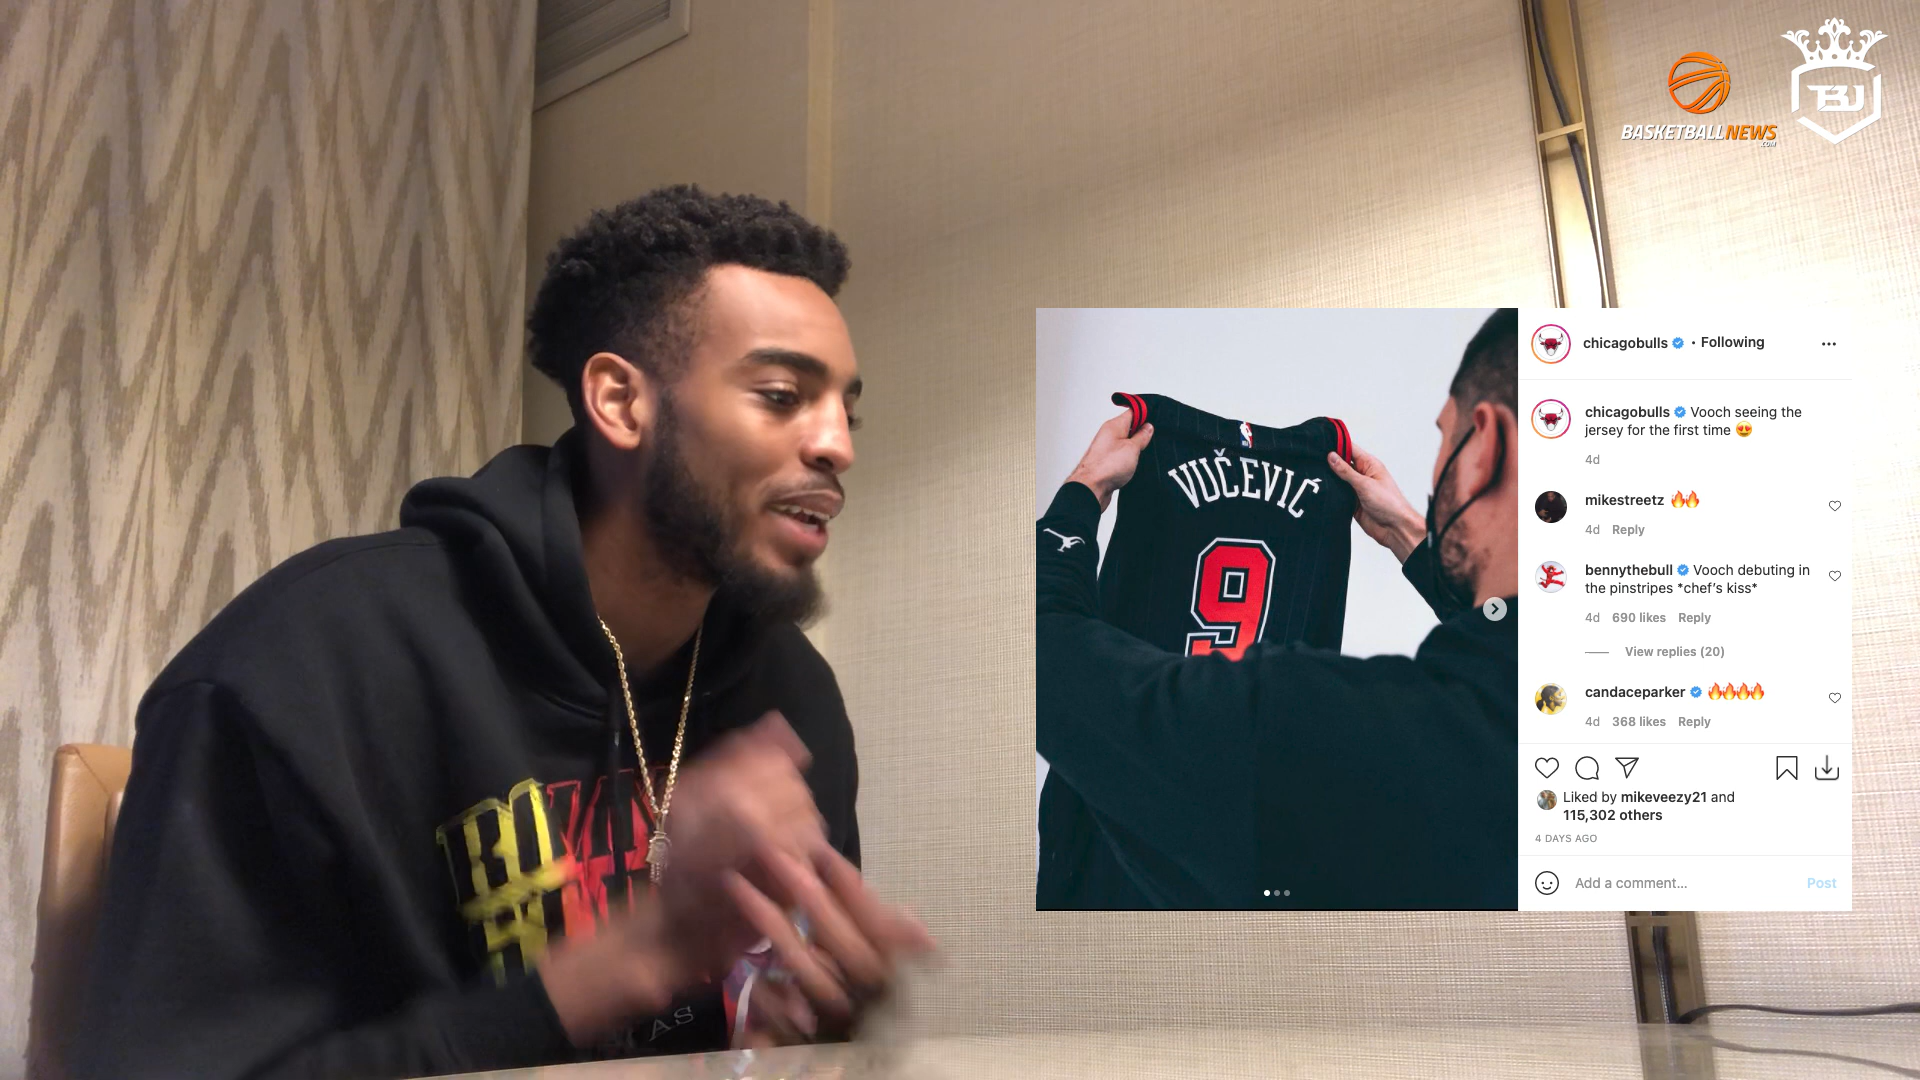 BASKETBALLNEWS
.COM
TBJ
chicagobulls • Following
chicagobulls Vooch seeing the
jersey for the first time 😍
4d
mikestreetz 🔥🔥
4d Reply
bennythebull Vooch debuting in
the pinstripes *chef's kiss*
4d 690 likes Reply
View replies (20)
candaceparker 🔥🔥🔥🔥
4d 368 likes Reply
Liked by mikeveezy21 and
115,302 others
4 DAYS AGO
Add a comment... Post
VUČEVIĆ
9
AS